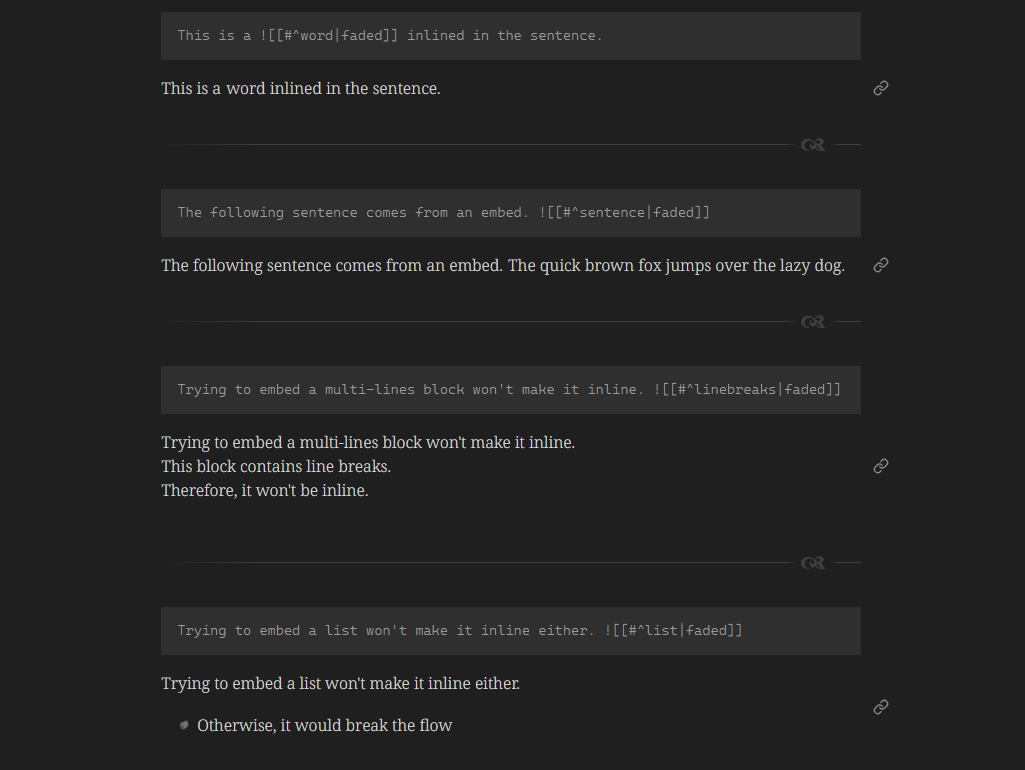 This is a ![[#^word|faded]] inlined in the sentence.
This is a word inlined in the sentence.
The following sentence comes from an embed. ![[#^sentence|faded]]
The following sentence comes from an embed. The quick brown fox jumps over the lazy dog.
Trying to embed a multi-lines block won't make it inline. ![[#^linebreaks|faded]]
Trying to embed a multi-lines block won't make it inline.
This block contains line breaks.
Therefore, it won't be inline.
Trying to embed a list won't make it inline either. ![[#^list|faded]]
Trying to embed a list won't make it inline either.
Otherwise, it would break the flow